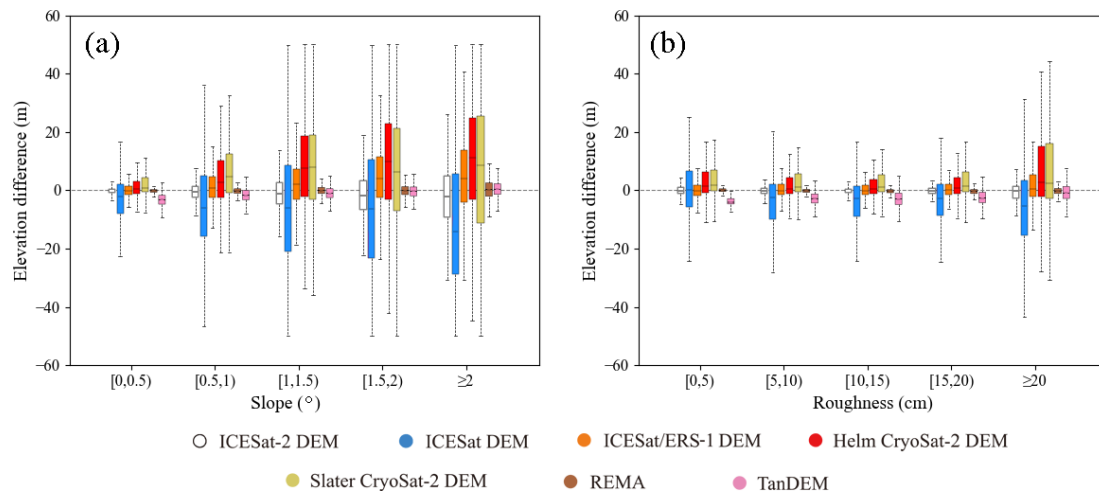 (a)
Elevation difference (m)
60
40
20
0
−20
−40
−60
[0,0.5)
[0.5,1)
[1,1.5)
[1.5,2)
≥2
Slope (°)
(b)
Elevation difference (m)
60
40
20
0
−20
−40
−60
[0,5)
[5,10)
[10,15)
[15,20)
≥20
Roughness (cm)
ICESat-2 DEM
ICESat DEM
ICESat/ERS-1 DEM
Helm CryoSat-2 DEM
Slater CryoSat-2 DEM
REMA
TanDEM